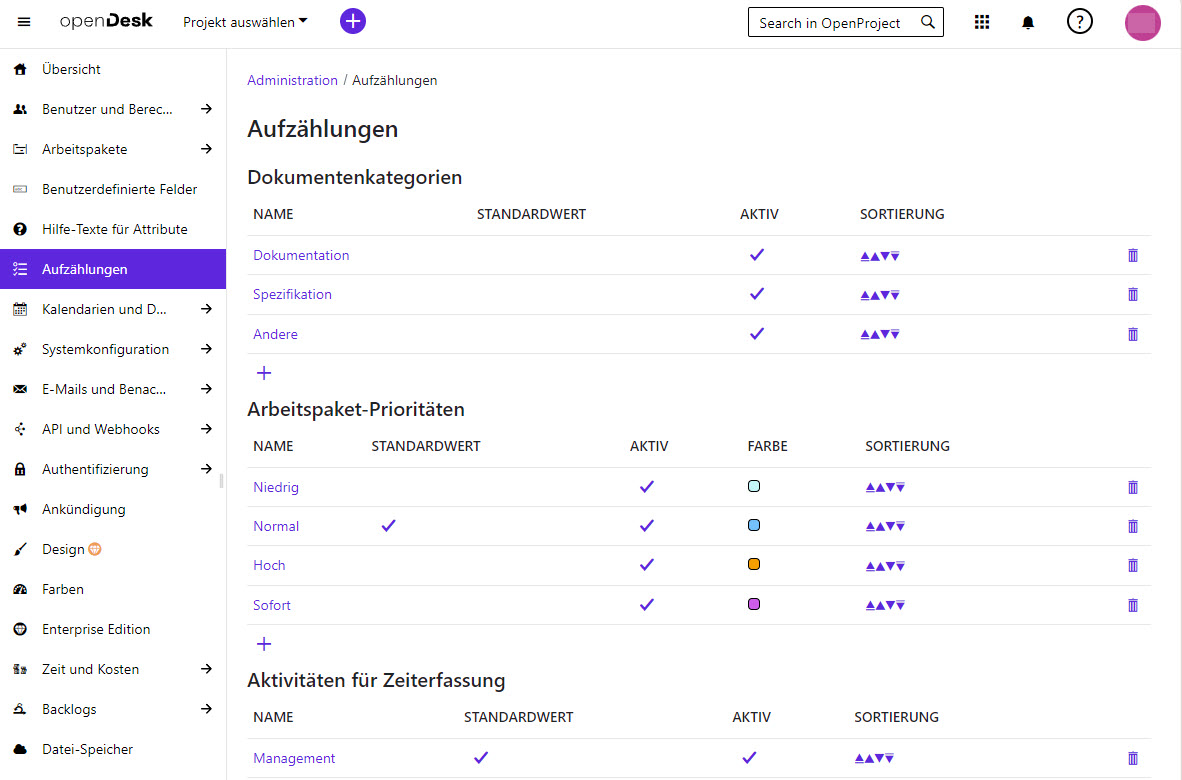 openDesk
Projekt auswählen
Search in OpenProject
Übersicht
Benutzer und Berec...
Arbeitspakete
Benutzerdefinierte Felder
Hilfe-Texte für Attribute
Aufzählungen
Kalendarien und D...
Systemkonfiguration
E-Mails und Benac...
API und Webhooks
Authentifizierung
Ankündigung
Design
Farben
Enterprise Edition
Zeit und Kosten
Backlogs
Datei-Speicher
Administration / Aufzählungen
Aufzählungen
Dokumentenkategorien
NAME STANDARDWERT AKTIV SORTIERUNG
Dokumentation
Spezifikation
Andere
Arbeitspaket-Prioritäten
NAME STANDARDWERT AKTIV FARBE SORTIERUNG
Niedrig
Normal
Hoch
Sofort
Aktivitäten für Zeiterfassung
NAME STANDARDWERT AKTIV SORTIERUNG
Management